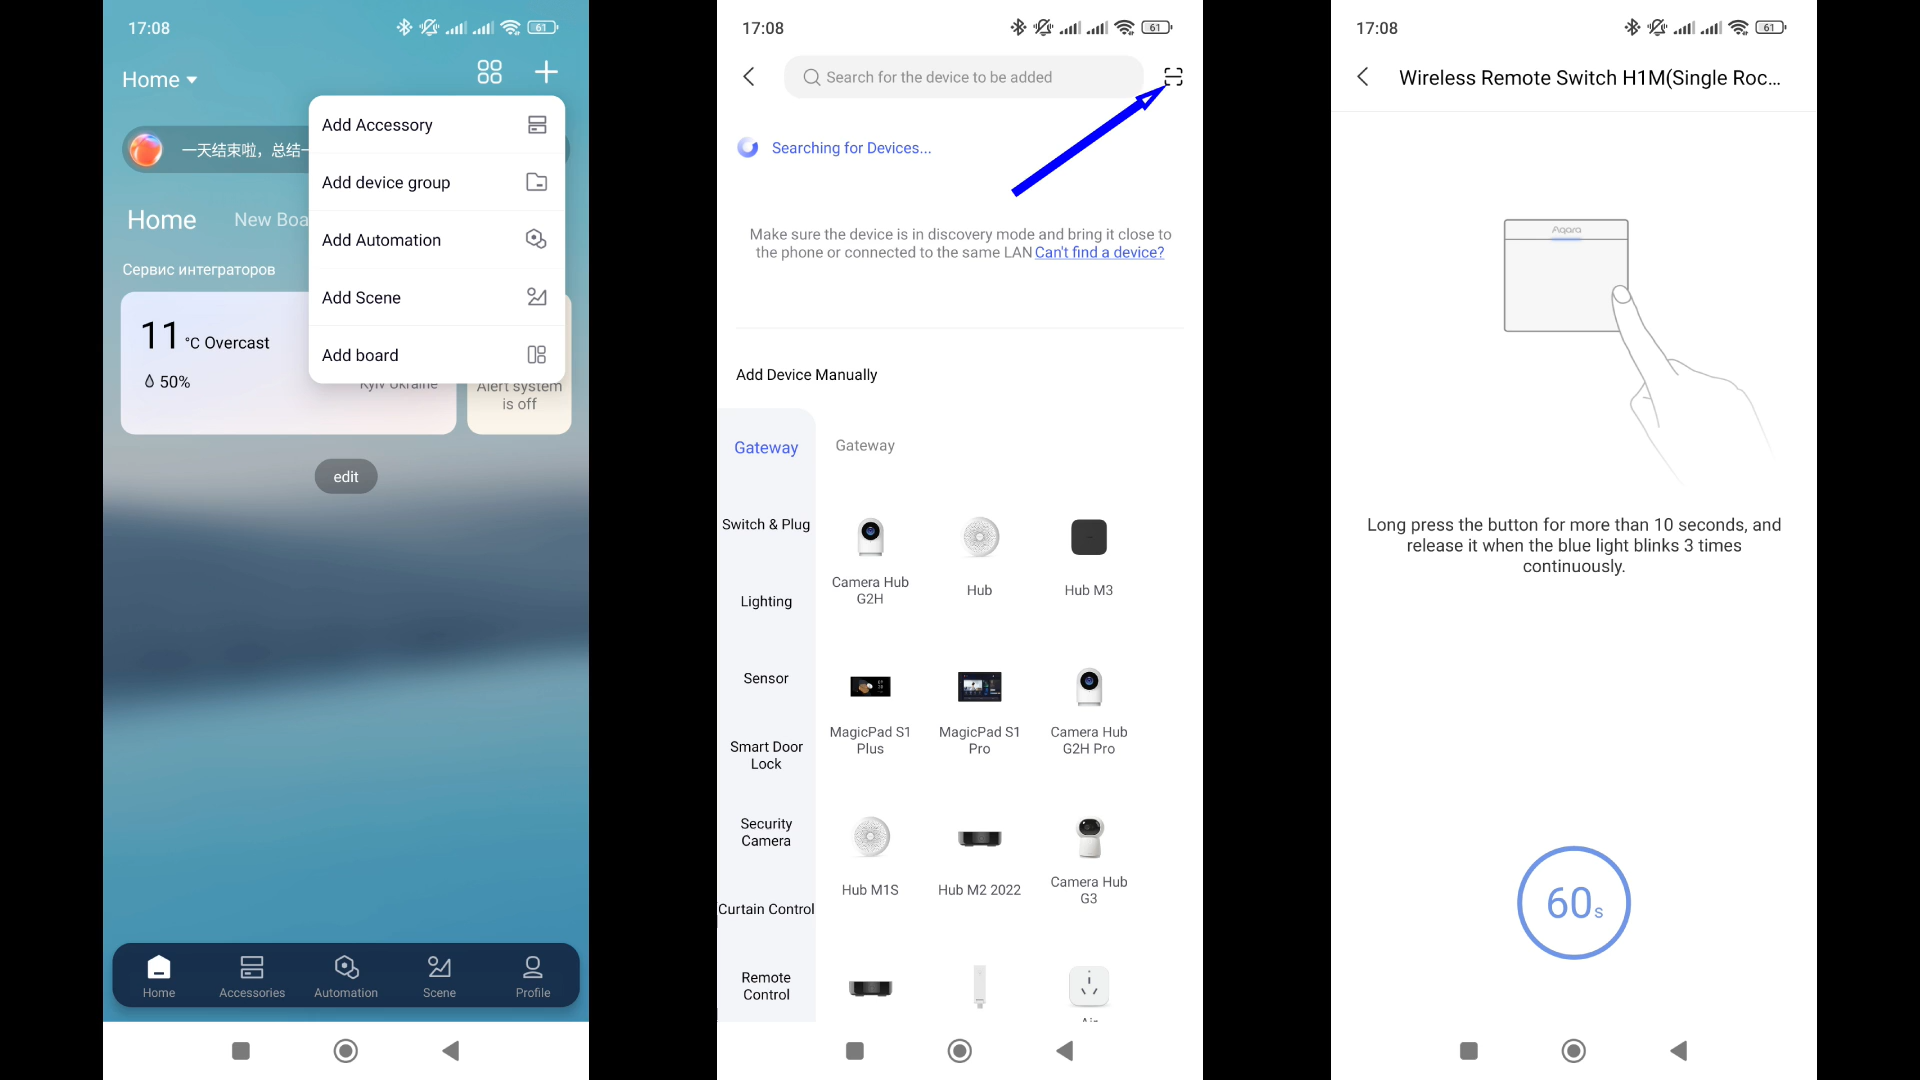 17:08
61
Home
Add Accessory
一天结束啦，总结一
Add device group
Home
New Boa
Add Automation
Сервис интеграторов
Add Scene
11 °C Overcast
Add board
50%
Kyiv Ukraine
Alert system
is off
edit
Home
Accessories
Automation
Scene
Profile
17:08
61
Search for the device to be added
Searching for Devices...
Make sure the device is in discovery mode and bring it close to
the phone or connected to the same LAN Can't find a device?
Add Device Manually
Gateway
Gateway
Switch & Plug
Camera Hub
G2H
Hub
Hub M3
Lighting
Sensor
MagicPad S1
Plus
MagicPad S1
Pro
Camera Hub
G2H Pro
Smart Door
Lock
Security
Camera
Hub M1S
Hub M2 2022
Camera Hub
G3
Curtain Control
Remote
Control
Air
17:08
61
Wireless Remote Switch H1M(Single Roc...
Aqara
Long press the button for more than 10 seconds, and
release it when the blue light blinks 3 times
continuously.
60s